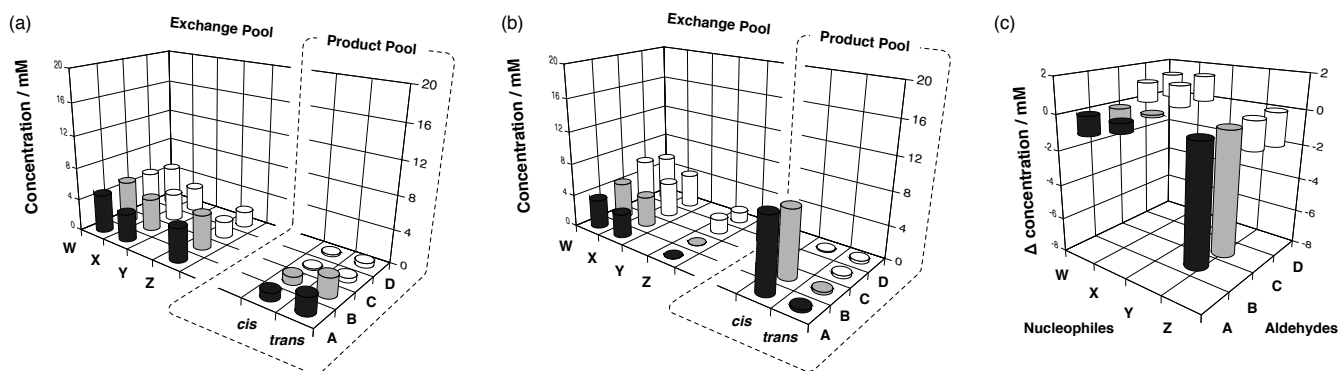 (a)
Exchange Pool
Product Pool
Concentration / mM
20
16
12
8
4
0
20
16
12
8
4
0
W
X
Y
Z
cis
trans
A
B
C
D
(b)
Exchange Pool
Product Pool
Concentration / mM
20
16
12
8
4
0
20
16
12
8
4
0
W
X
Y
Z
cis
trans
A
B
C
D
(c)
Δ concentration / mM
2
0
-2
-4
-6
-8
2
0
-2
-4
-6
-8
W
X
Y
Z
A
B
C
D
Nucleophiles
Aldehydes